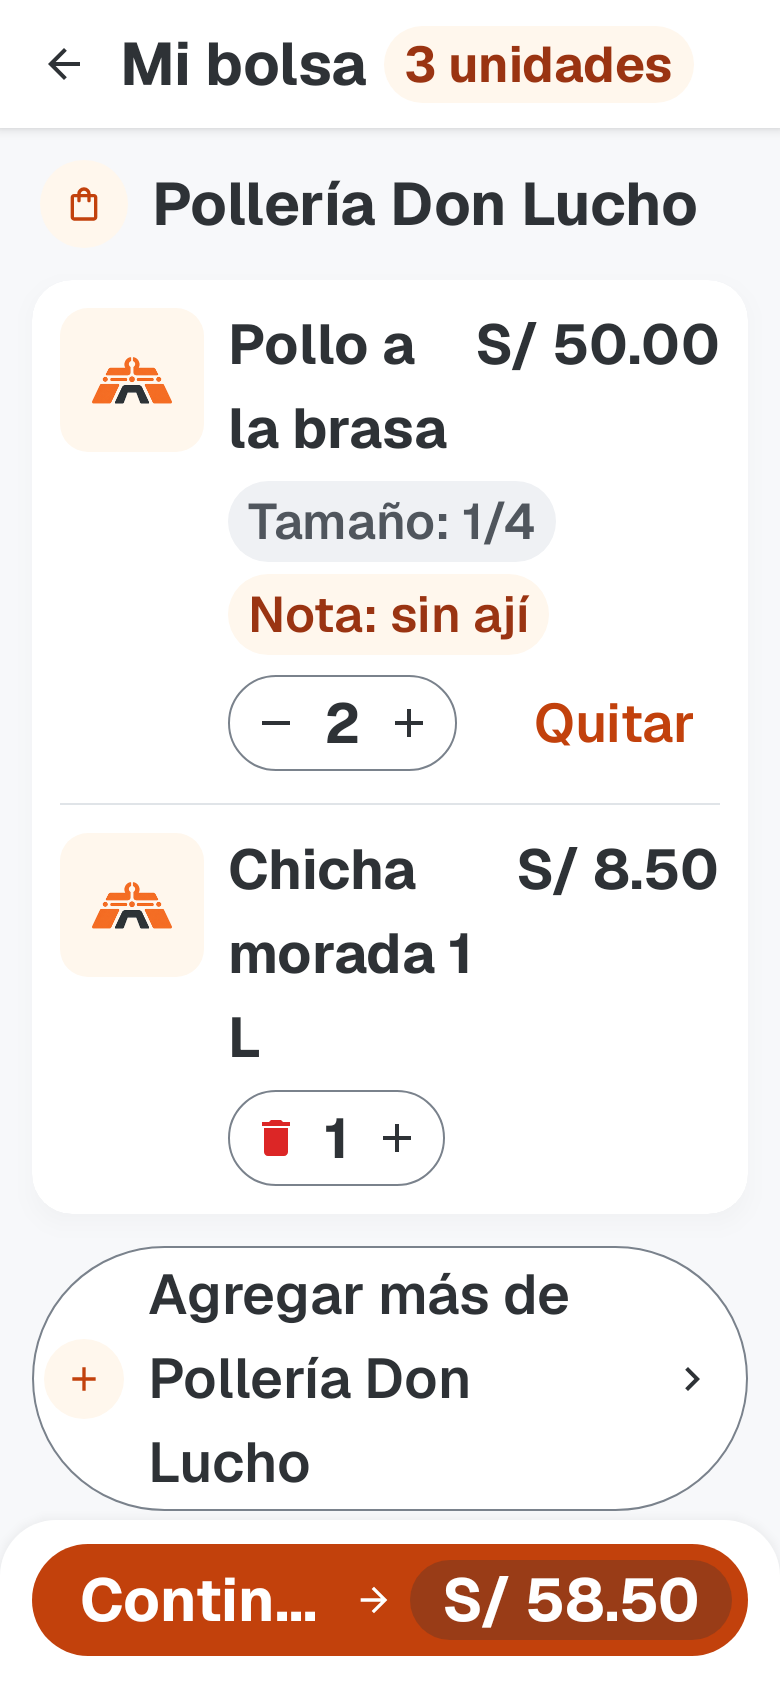 Mi bolsa 3 unidades
Pollería Don Lucho
Pollo a S/ 50.00
la brasa
Tamaño: 1/4
Nota: sin ají
2 Quitar
Chicha S/ 8.50
morada 1
L
1
Agregar más de
Pollería Don
Lucho
Contin... S/ 58.50